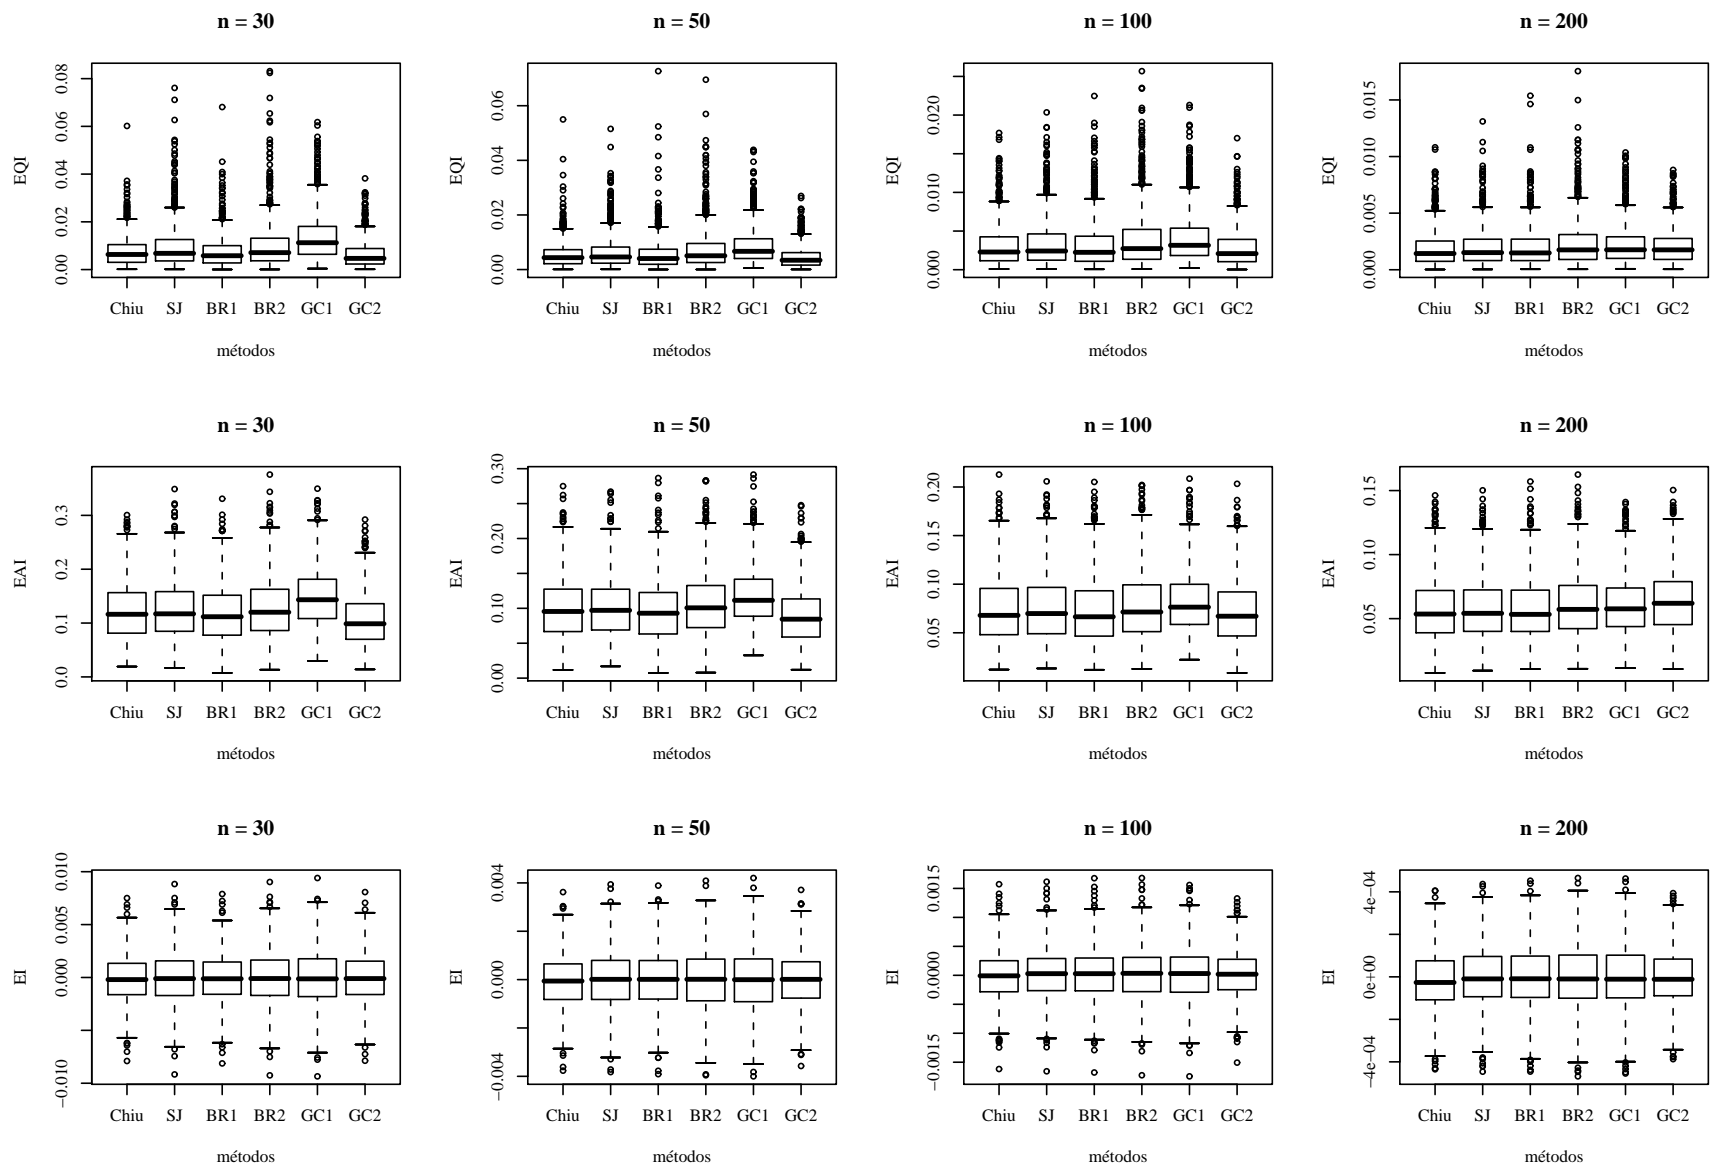 n = 30
n = 50
n = 100
n = 200
EQI
0.00 0.02 0.04 0.06 0.08
Chiu SJ BR1 BR2 GC1 GC2
métodos
EQI
0.00 0.02 0.04 0.06
Chiu SJ BR1 BR2 GC1 GC2
métodos
EQI
0.000 0.010 0.020
Chiu SJ BR1 BR2 GC1 GC2
métodos
EQI
0.000 0.005 0.010 0.015
Chiu SJ BR1 BR2 GC1 GC2
métodos
n = 30
n = 50
n = 100
n = 200
EAI
0.0 0.1 0.2 0.3
Chiu SJ BR1 BR2 GC1 GC2
métodos
EAI
0.00 0.10 0.20 0.30
Chiu SJ BR1 BR2 GC1 GC2
métodos
EAI
0.05 0.10 0.15 0.20
Chiu SJ BR1 BR2 GC1 GC2
métodos
EAI
0.05 0.10 0.15
Chiu SJ BR1 BR2 GC1 GC2
métodos
n = 30
n = 50
n = 100
n = 200
EI
−0.010 0.000 0.005 0.010
Chiu SJ BR1 BR2 GC1 GC2
métodos
EI
−0.004 0.000 0.004
Chiu SJ BR1 BR2 GC1 GC2
métodos
EI
−0.0015 0.0000 0.0015
Chiu SJ BR1 BR2 GC1 GC2
métodos
EI
−4e−04 0e+00 4e−04
Chiu SJ BR1 BR2 GC1 GC2
métodos